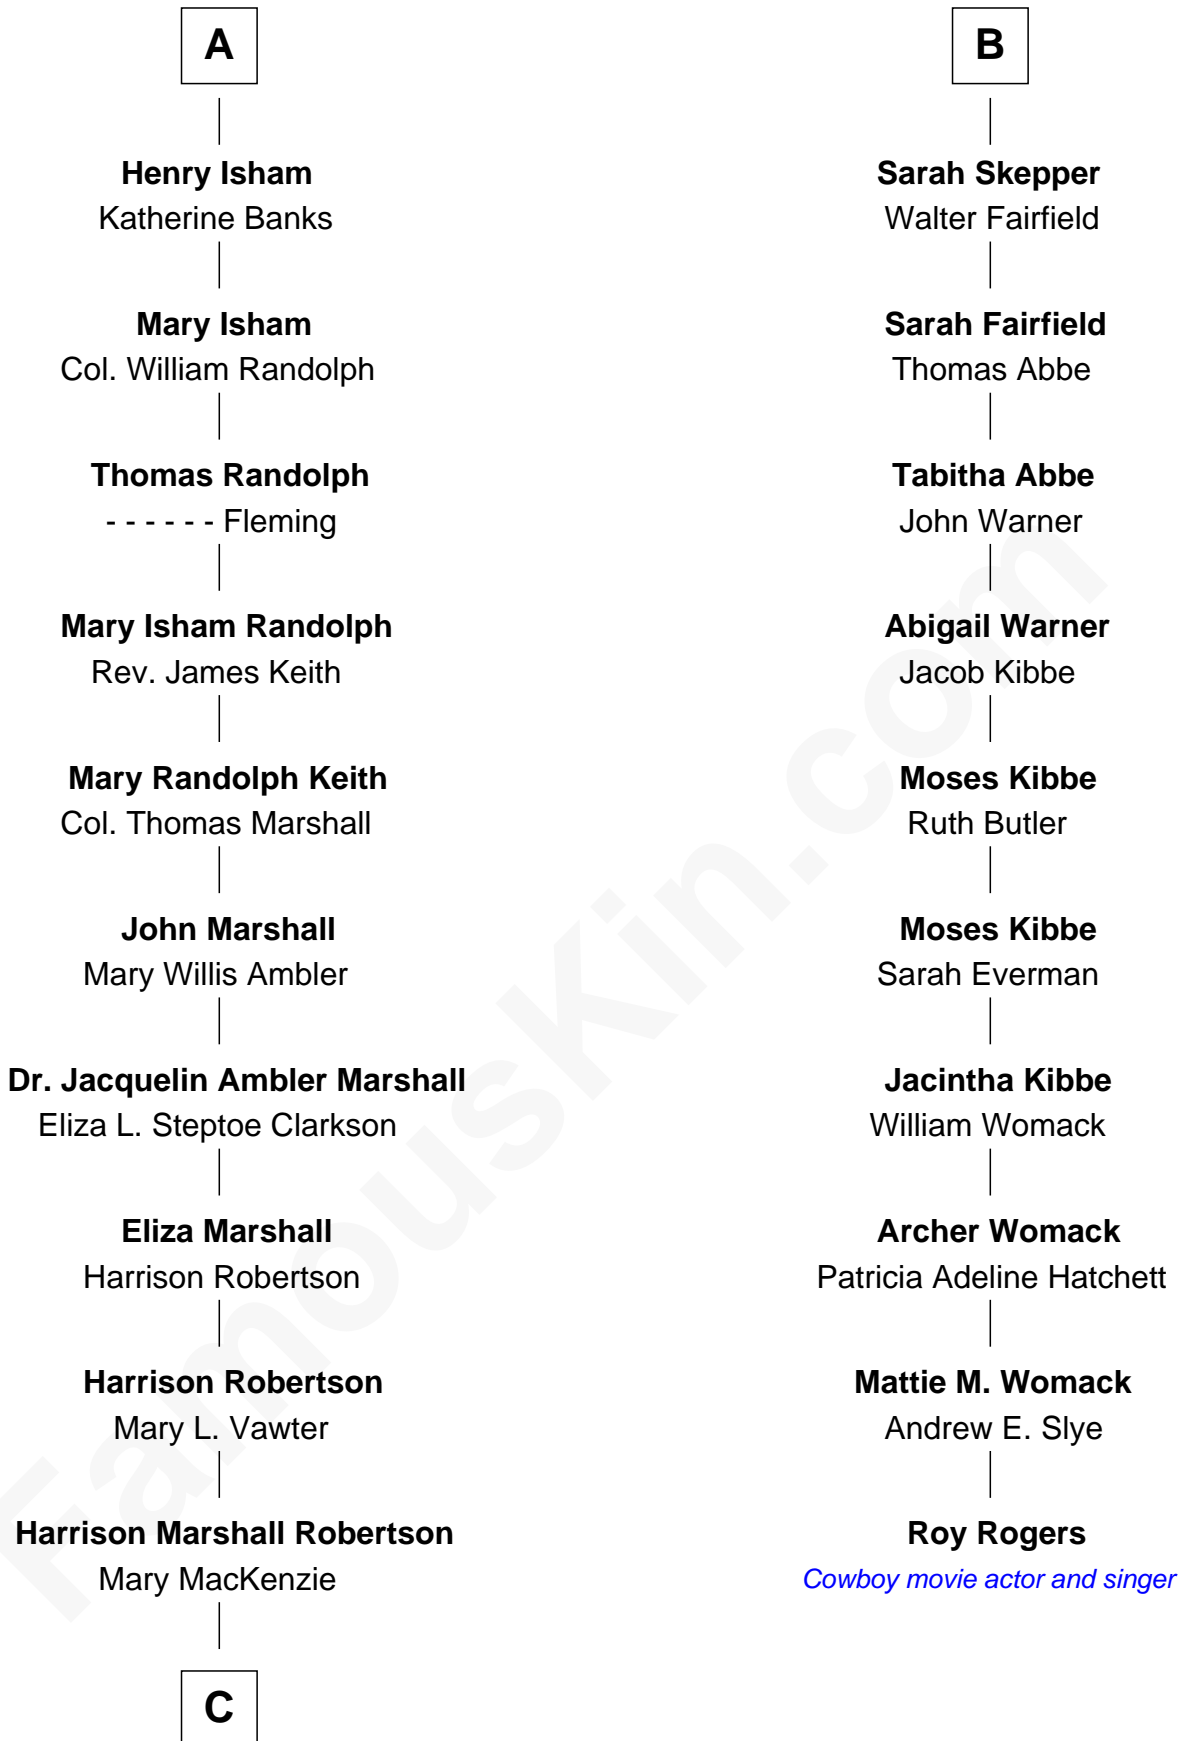 A
Henry Isham
Katherine Banks
Mary Isham
Col. William Randolph
Thomas Randolph
- - - - - - Fleming
Mary Isham Randolph
Rev. James Keith
Mary Randolph Keith
Col. Thomas Marshall
John Marshall
Mary Willis Ambler
Dr. Jacquelin Ambler Marshall
Eliza L. Steptoe Clarkson
Eliza Marshall
Harrison Robertson
Harrison Robertson
Mary L. Vawter
Harrison Marshall Robertson
Mary MacKenzie
C
B
Sarah Skepper
Walter Fairfield
Sarah Fairfield
Thomas Abbe
Tabitha Abbe
John Warner
Abigail Warner
Jacob Kibbe
Moses Kibbe
Ruth Butler
Moses Kibbe
Sarah Everman
Jacintha Kibbe
William Womack
Archer Womack
Patricia Adeline Hatchett
Mattie M. Womack
Andrew E. Slye
Roy Rogers
Cowboy movie actor and singer
FamousKin.com